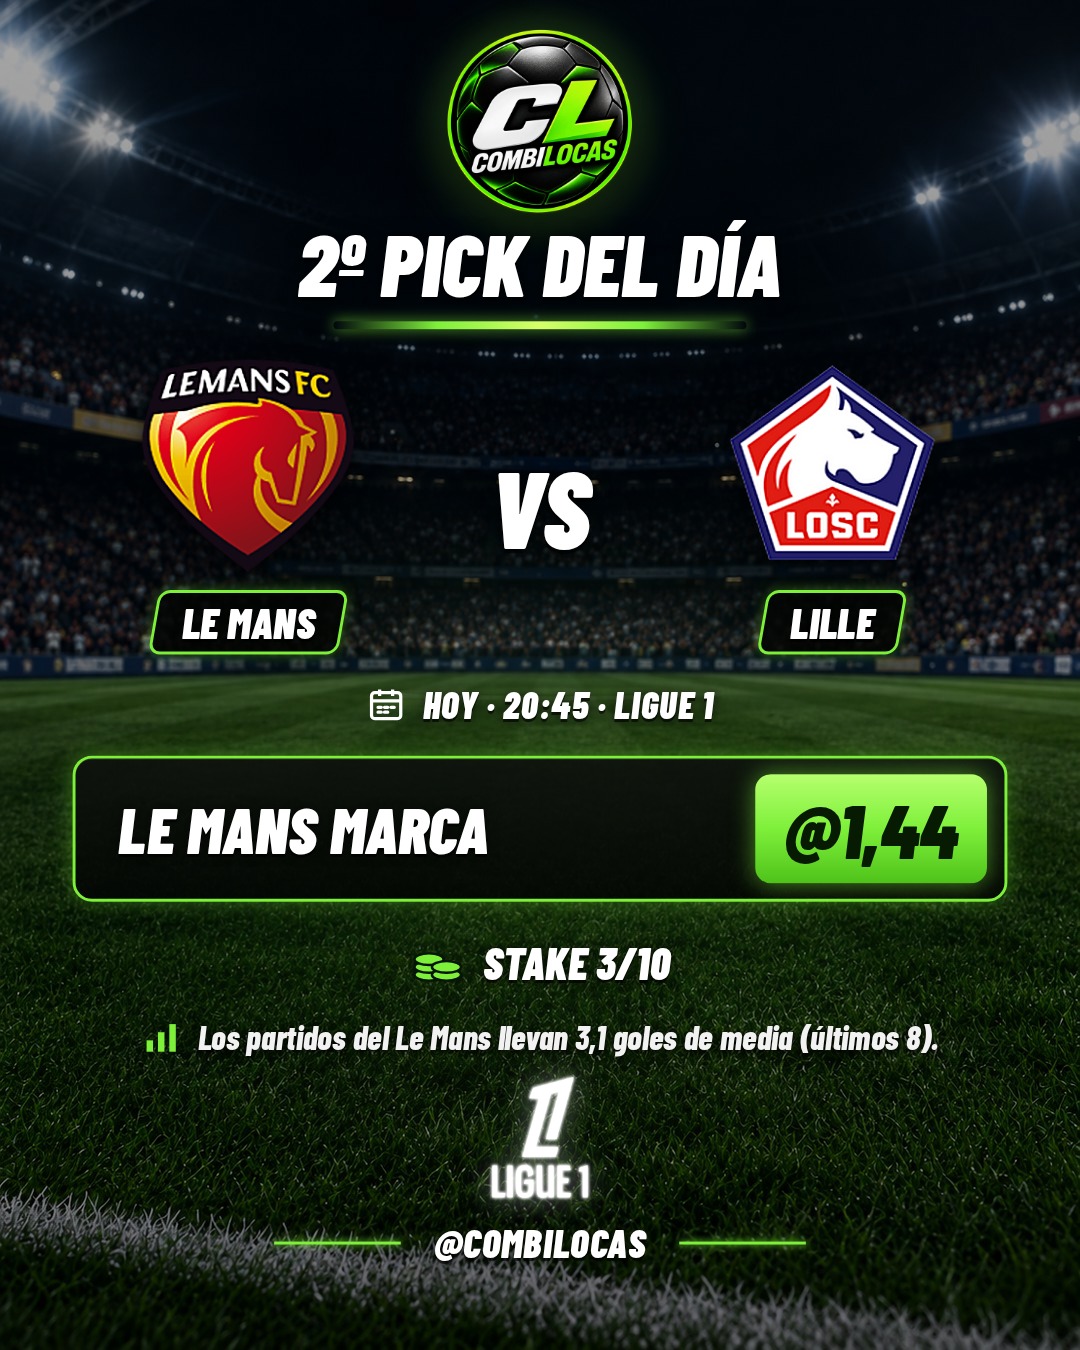 CL
COMBILOCAS
2º PICK DEL DÍA
LEMANS FC
LOSC
VS
LE MANS
LILLE
HOY · 20:45 · LIGUE 1
LE MANS MARCA
@1,44
STAKE 3/10
Los partidos del Le Mans llevan 3,1 goles de media (últimos 8).
LIGUE 1
@COMBILOCAS